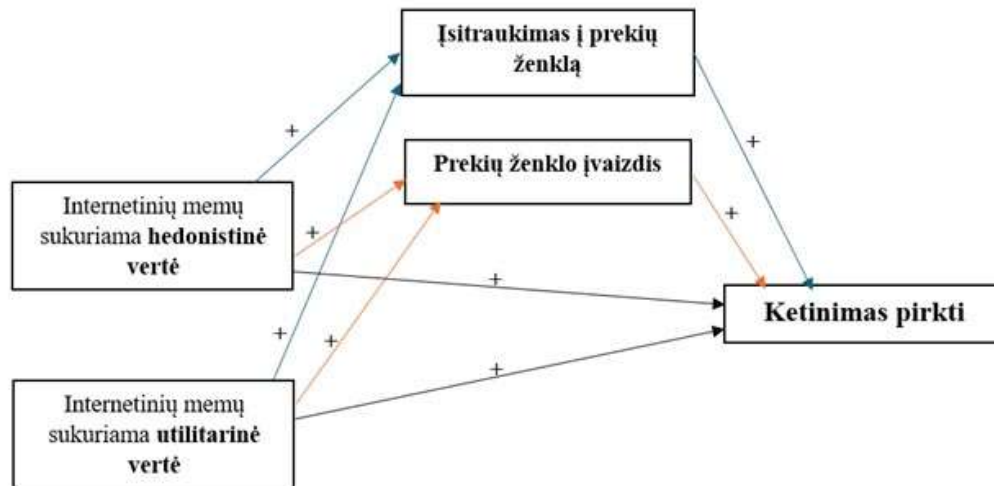 Įsitraukimas į prekių
ženklą
+
+
Prekių ženklo įvaizdis
Internetinių memų
sukuriama hedonistinė
vertė
+
+
+
Ketinimas pirkti
+
+
+
Internetinių memų
sukuriama utilitarinė
vertė